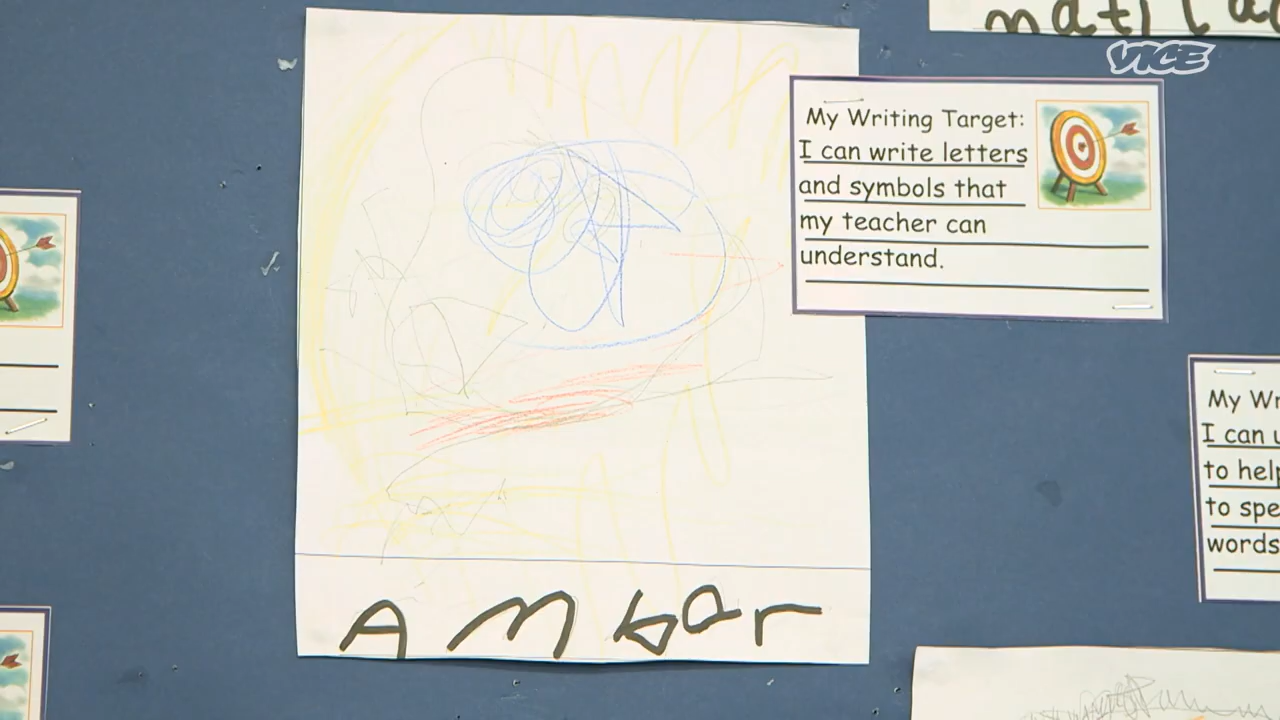 VICE
My Writing Target:
I can write letters
and symbols that
my teacher can
understand.
My Wr
I can u
to help
to spe
words
Ambar